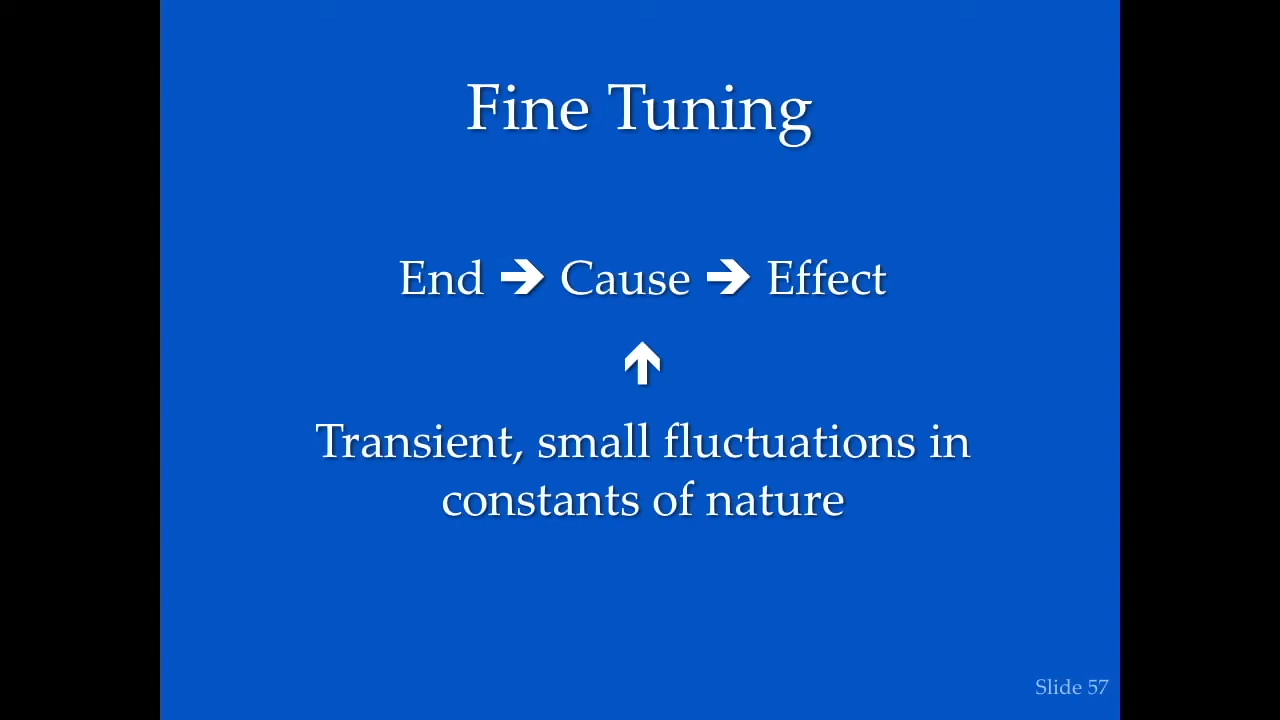 Fine Tuning
End 🡺 Cause 🡺 Effect
🡹
Transient, small fluctuations in
constants of nature
Slide 57